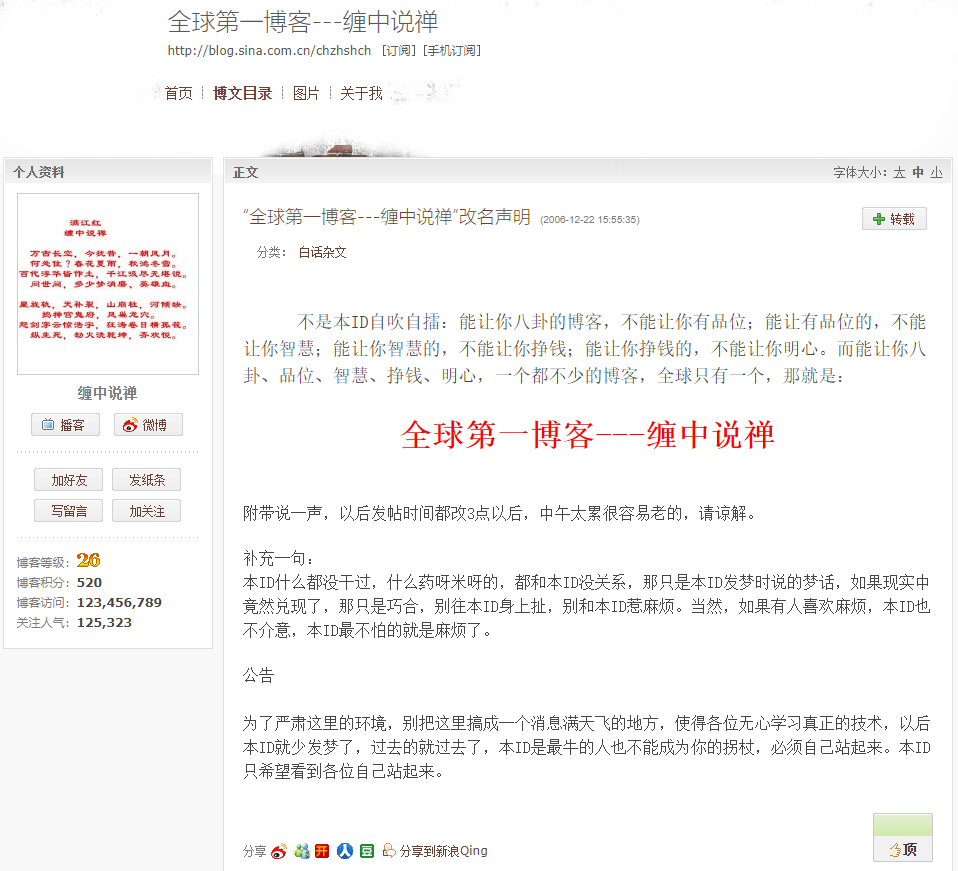 全球第一博客---缠中说禅
http://blog.sina.com.cn/chzhshch [订阅] [手机订阅]
首页 博文目录 图片 关于我
个人资料
满江红
缠中说禅
万古长空，今犹昔，一朝风月。
何处住？春花夏雨，秋鸿冬雪。
百代浮华皆作土，千江吸尽无堪说。
问世间，多少梦消磨、英雄血。
星旋轨，天补裂，山崩柱，河倾缺。
捣神宫鬼府，凤巢龙穴。
怒剑穿云惊浩宇，狂涛卷日横孤筏。
纵生死，劫火洗乾坤，齐欢悦。
缠中说禅
播客 微博
加好友 发纸条
写留言 加关注
博客等级：26
博客积分：520
博客访问：123,456,789
关注人气：125,323
正文 字体大小：大 中 小
“全球第一博客---缠中说禅”改名声明 (2006-12-22 15:55:35)
转载
分类： 白话杂文
不是本ID自吹自擂：能让你八卦的博客，不能让你有品位；能让有品位的，不能
让你智慧；能让你智慧的，不能让你挣钱；能让你挣钱的，不能让你明心。而能让你八
卦、品位、智慧、挣钱、明心，一个都不少的博客，全球只有一个，那就是：
全球第一博客---缠中说禅
附带说一声，以后发帖时间都改3点以后，中午太累很容易老的，请谅解。
补充一句：
本ID什么都没干过，什么药呀米呀的，都和本ID没关系，那只是本ID发梦时说的梦话，如果现实中
竟然兑现了，那只是巧合，别往本ID身上扯，别和本ID惹麻烦。当然，如果有人喜欢麻烦，本ID也
不介意，本ID最不怕的就是麻烦了。
公告
为了严肃这里的环境，别把这里搞成一个消息满天飞的地方，使得各位无心学习真正的技术，以后
本ID就少发梦了，过去的就过去了，本ID是最牛的人也不能成为你的拐杖，必须自己站起来。本ID
只希望看到各位自己站起来。
分享 开 人 豆 分享到新浪Qing
顶